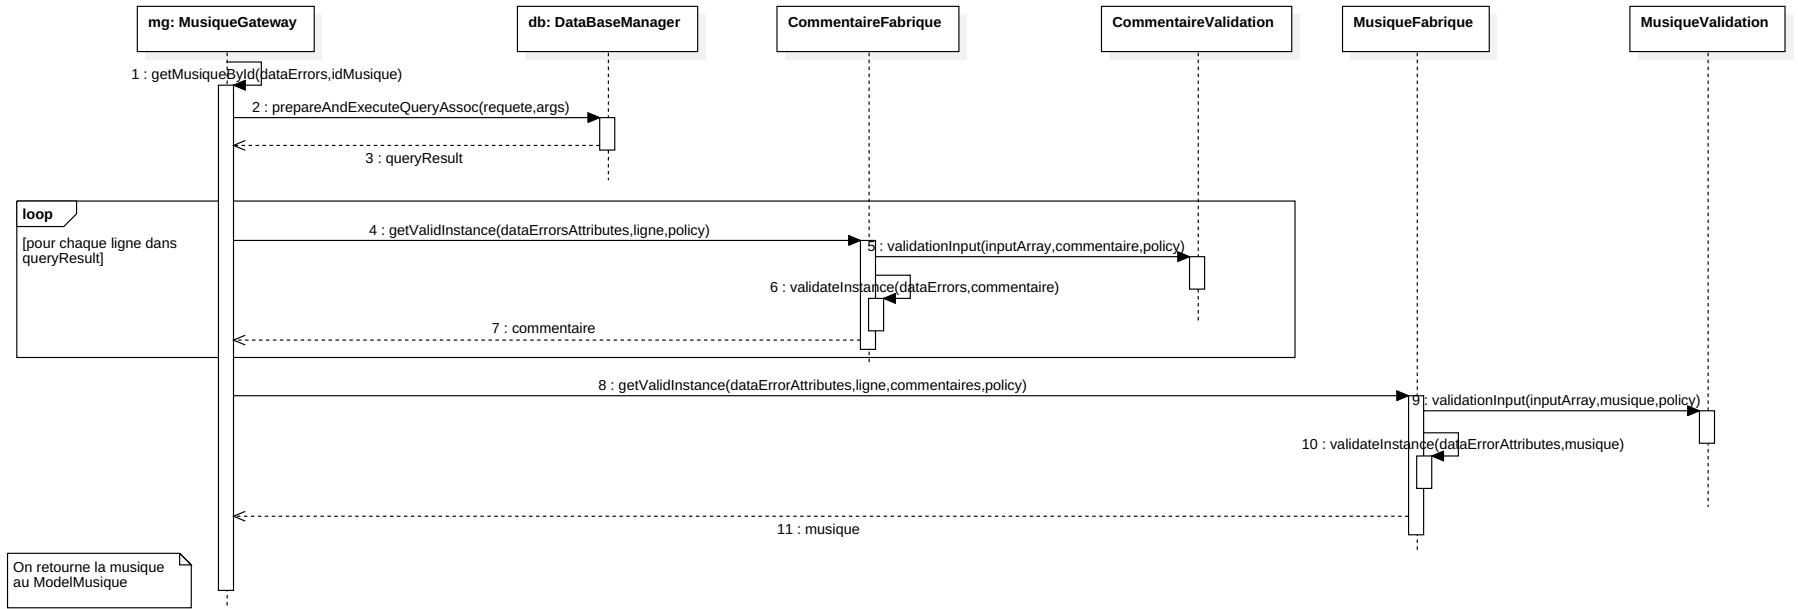 mg: MusiqueGateway
db: DataBaseManager
CommentaireFabrique
CommentaireValidation
MusiqueFabrique
MusiqueValidation
1 : getMusiqueById(dataErrors,idMusique)
2 : prepareAndExecuteQueryAssoc(requete,args)
3 : queryResult
loop
[pour chaque ligne dans
queryResult]
4 : getValidInstance(dataErrorsAttributes,ligne,policy)
5 : validationInput(inputArray,commentaire,policy)
6 : validateInstance(dataErrors,commentaire)
7 : commentaire
8 : getValidInstance(dataErrorAttributes,ligne,commentaires,policy)
9 : validationInput(inputArray,musique,policy)
10 : validateInstance(dataErrorAttributes,musique)
11 : musique
On retourne la musique
au ModelMusique